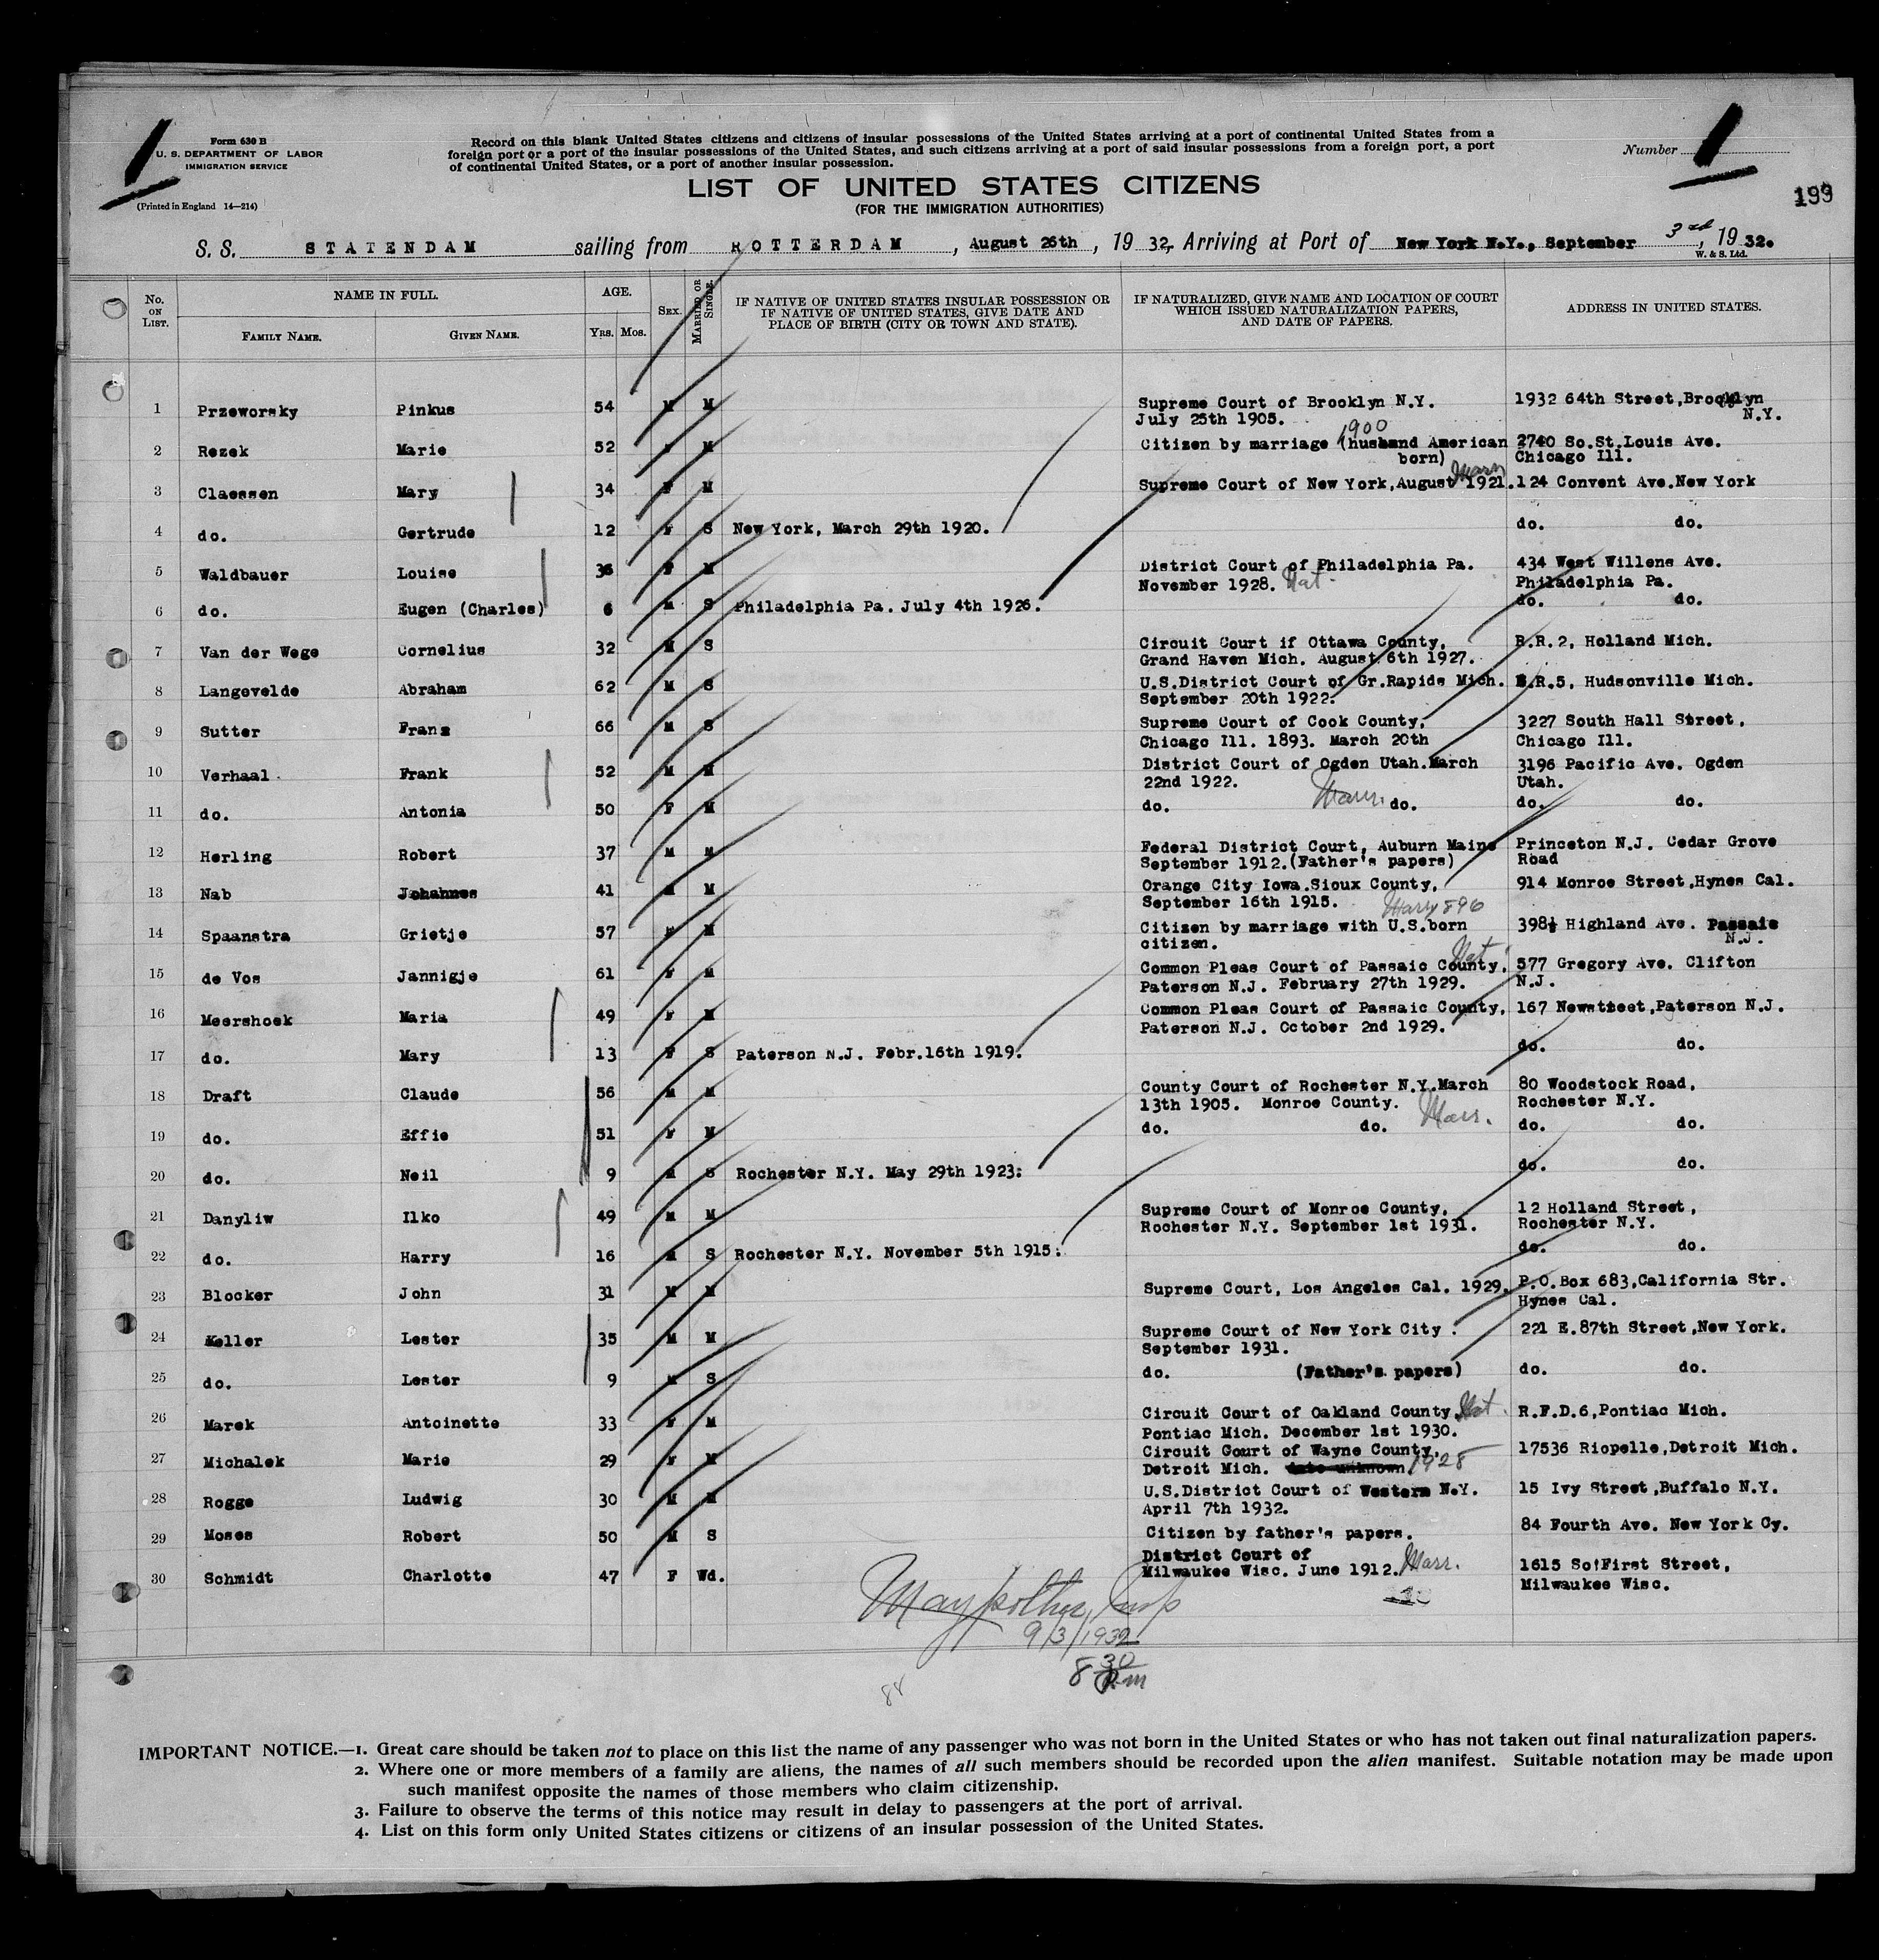 Form 630 B
U. S. DEPARTMENT OF LABOR
IMMIGRATION SERVICE
(Printed in England 14—214)
Record on this blank United States citizens and citizens of insular possessions of the United States arriving at a port of continental United States from a
foreign port or a port of the insular possessions of the United States, and such citizens arriving at a port of said insular possessions from a foreign port, a port
of continental United States, or a port of another insular possession.
Number 1
199
LIST OF UNITED STATES CITIZENS
(FOR THE IMMIGRATION AUTHORITIES)
S. S. STATENDAM sailing from ROTTERDAM, August 26th, 19 32, Arriving at Port of New York N.Y., September 3rd, 19 32.
W. & S. Ltd.
No. ON LIST. NAME IN FULL. AGE. SEX. MARRIED OR SINGLE. IF NATIVE OF UNITED STATES INSULAR POSSESSION OR IF NATIVE OF UNITED STATES, GIVE DATE AND PLACE OF BIRTH (CITY OR TOWN AND STATE). IF NATURALIZED, GIVE NAME AND LOCATION OF COURT WHICH ISSUED NATURALIZATION PAPERS, AND DATE OF PAPERS. ADDRESS IN UNITED STATES.
FAMILY NAME. GIVEN NAME. YRS. MOS.
1 Przeworsky Pinkus 54 M M Supreme Court of Brooklyn N.Y. 1932 64th Street,Brooklyn
July 25th 1905. N.Y.
1900
2 Rezek Marie 52 F M Citizen by marriage (husband American 2740 So.St.Louis Ave.
born) Chicago Ill.
Marr
3 Claessen Mary 34 F M Supreme Court of New York,August 1921. 124 Convent Ave.New York
4 do. Gertrude 12 F S New York, March 29th 1920. do. do.
5 Waldbauer Louise 36 F M District Court of Philadelphia Pa. 434 West Willens Ave.
November 1928. Nat. Philadelphia Pa.
6 do. Eugen (Charles) 6 M S Philadelphia Pa. July 4th 1926. do. do.
7 Van der Wege Cornelius 32 M S Circuit Court if Ottawa County, R.R.2, Holland Mich.
Grand Haven Mich. August 6th 1927.
8 Langevelde Abraham 62 M S U.S.District Court of Gr.Rapids Mich. R.R.5, Hudsonville Mich.
September 20th 1922.
9 Sutter Franz 66 M S Supreme Court of Cook County, 3227 South Hall Street,
Chicago Ill. 1893. March 20th Chicago Ill.
10 Verhaal Frank 52 M M District Court of Ogden Utah.March 3196 Pacific Ave. Ogden
22nd 1922. Utah.
11 do. Antonia 50 F M do. Marr. do. do. do.
12 Herling Robert 37 M M Federal District Court, Auburn Maine Princeton N.J. Cedar Grove
September 1912.(Father's papers) Road
13 Nab Johannes 41 M M Orange City Iowa.Sioux County, 914 Monroe Street,Hynes Cal.
September 16th 1915. Marr 896
14 Spaanstra Grietje 57 F M Citizen by marriage with U.S.born 398½ Highland Ave. Passaic
citizen. N.J.
Nat.
15 de Vos Jannigje 61 F M Common Pleas Court of Passaic County, 577 Gregory Ave. Clifton
Paterson N.J. February 27th 1929. N.J.
16 Meershoek Maria 49 F M Common Pleas Court of Passaic County, 167 Newstheet,Paterson N.J.
Paterson N.J. October 2nd 1929.
17 do. Mary 13 F S Paterson N.J. Febr.16th 1919. do. do.
18 Draft Claude 56 M M County Court of Rochester N.Y.March 80 Woodstock Road,
13th 1905. Monroe County. Rochester N.Y.
19 do. Effie 51 F M do. do. Marr. do. do.
20 do. Neil 9 M S Rochester N.Y. May 29th 1923. do. do.
21 Danyliw Ilko 49 M M Supreme Court of Monroe County, 12 Holland Street,
Rochester N.Y. September 1st 1931. Rochester N.Y.
22 do. Harry 16 M S Rochester N.Y. November 5th 1915. do. do.
23 Blocker John 31 M M Supreme Court, Los Angeles Cal. 1929. P.O.Box 683,California Str.
Hynes Cal.
24 Keller Lester 35 M M Supreme Court of New York City. 221 E.87th Street,New York.
September 1931.
25 do. Lester 9 M S do. (Father's papers) do. do.
26 Marek Antoinette 33 F M Circuit Court of Oakland County, Nat. R.F.D.6,Pontiac Mich.
Pontiac Mich. December 1st 1930.
27 Michalek Marie 29 F M Circuit Court of Wayne County, 17536 Riopelle,Detroit Mich.
Detroit Mich. date unknown. 1928
28 Rogge Ludwig 30 M M U.S.District Court of Western N.Y. 15 Ivy Street,Buffalo N.Y.
April 7th 1932.
29 Moses Robert 50 M S Citizen by father's papers. 84 Fourth Ave. New York Cy.
30 Schmidt Charlotte 47 F Wd. District Court of
Milwaukee Wisc. June 1912. Marr. 1615 So!First Street,
Milwaukee Wisc.
Insp
9/3/1932
8 30 P.m
IMPORTANT NOTICE.—1. Great care should be taken not to place on this list the name of any passenger who was not born in the United States or who has not taken out final naturalization papers.
2. Where one or more members of a family are aliens, the names of all such members should be recorded upon the alien manifest. Suitable notation may be made upon
such manifest opposite the names of those members who claim citizenship.
3. Failure to observe the terms of this notice may result in delay to passengers at the port of arrival.
4. List on this form only United States citizens or citizens of an insular possession of the United States.